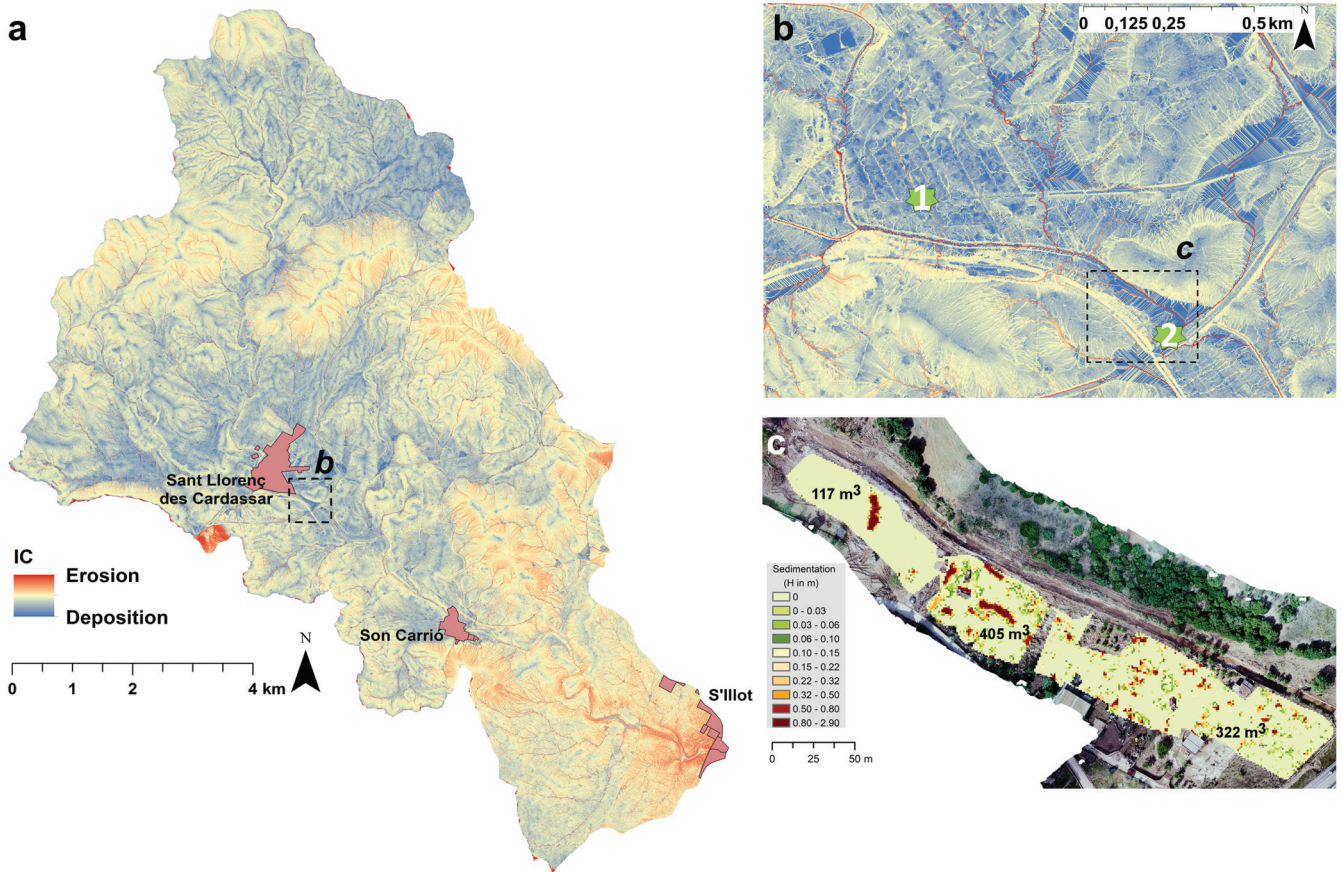 a
Sant Llorenç
des Cardassar
b
IC
Erosion
Deposition
Son Carrió
N
0 1 2 4 km
S'Illot
b
0 0,125 0,25 0,5 km
N
1
c
2
c
117 m3
405 m3
322 m3
Sedimentation
(H in m)
0
0 - 0.03
0.03 - 0.06
0.06 - 0.10
0.10 - 0.15
0.15 - 0.22
0.22 - 0.32
0.32 - 0.50
0.50 - 0.80
0.80 - 2.90
0 25 50 m